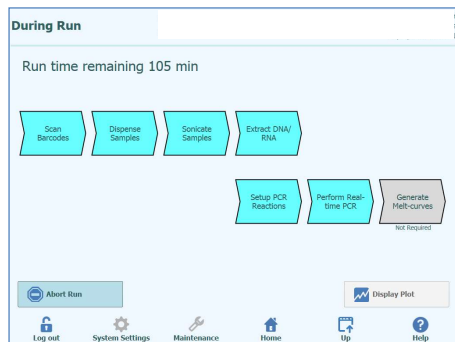 During Run
Run time remaining 105 min
Scan
Barcodes
Dispense
Samples
Sonicate
Samples
Extract DNA/
RNA
Setup PCR
Reactions
Perform Real-
time PCR
Generate
Melt-curves
Not Required
Abort Run
Display Plot
Log out
System Settings
Maintenance
Home
Up
Help